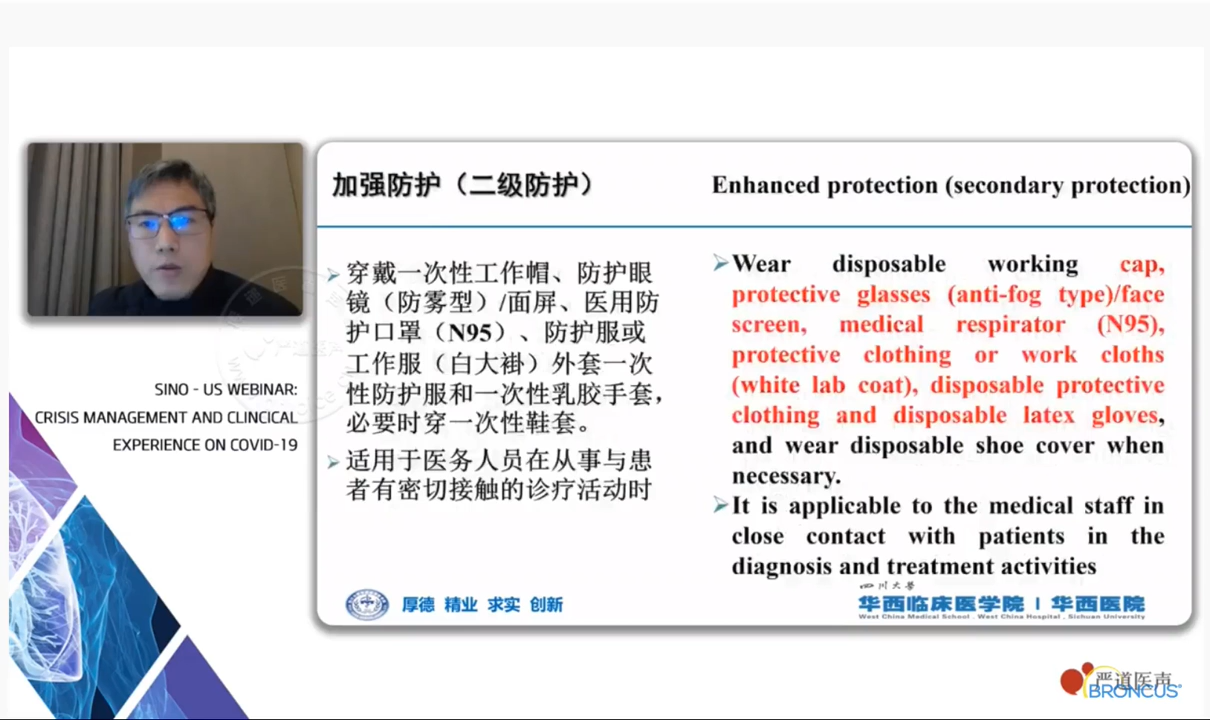 SINO - US WEBINAR:
CRISIS MANAGEMENT AND CLINCICAL
EXPERIENCE ON COVID-19
加强防护（二级防护）
Enhanced protection (secondary protection)
➢穿戴一次性工作帽、防护眼
镜（防雾型）/面屏、医用防
护口罩（N95）、防护服或
工作服（白大褂）外套一次
性防护服和一次性乳胶手套，
必要时穿一次性鞋套。
➢适用于医务人员在从事与患
者有密切接触的诊疗活动时
➢Wear disposable working cap,
protective glasses (anti-fog type)/face
screen, medical respirator (N95),
protective clothing or work cloths
(white lab coat), disposable protective
clothing and disposable latex gloves,
and wear disposable shoe cover when
necessary.
➢It is applicable to the medical staff in
close contact with patients in the
diagnosis and treatment activities
厚德 精业 求实 创新
四川大学
华西临床医学院 | 华西医院
West China Medical School . West China Hospital . Sichuan University
严道医声
BRONCUS